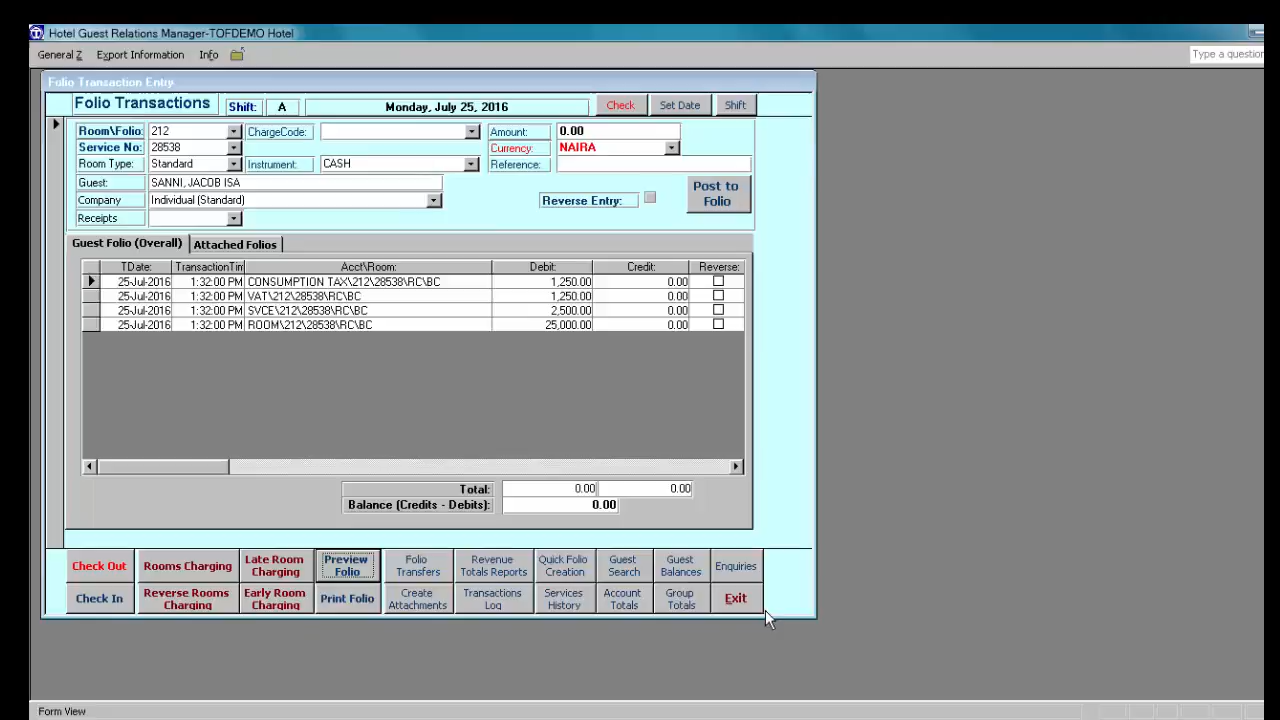 Hotel Guest Relations Manager-TOFDEMO Hotel
General Z Export Information Info
Type a questio
Folio Transaction Entry
Folio Transactions Shift: A Monday, July 25, 2016 Check Set Date Shift
Room\Folio: 212 ChargeCode: Amount: 0.00
Service No: 28538 Currency: NAIRA
Room Type: Standard Instrument: CASH Reference:
Guest: SANNI, JACOB ISA
Company Individual (Standard) Reverse Entry: Post to Folio
Receipts
Guest Folio (Overall) Attached Folios
TDate: TransactionTim Acct\Room: Debit: Credit: Reverse:
25-Jul-2016 1:32:00 PM CONSUMPTION TAX\212\28538\RC\BC 1,250.00 0.00
25-Jul-2016 1:32:00 PM VAT\212\28538\RC\BC 1,250.00 0.00
25-Jul-2016 1:32:00 PM SVCE\212\28538\RC\BC 2,500.00 0.00
25-Jul-2016 1:32:00 PM ROOM\212\28538\RC\BC 25,000.00 0.00
Total: 0.00 0.00
Balance (Credits - Debits): 0.00
Check Out Rooms Charging Late Room Charging Preview Folio Folio Transfers Revenue Totals Reports Quick Folio Creation Guest Search Guest Balances Enquiries
Check In Reverse Rooms Charging Early Room Charging Print Folio Create Attachments Transactions Log Services History Account Totals Group Totals Exit
Form View